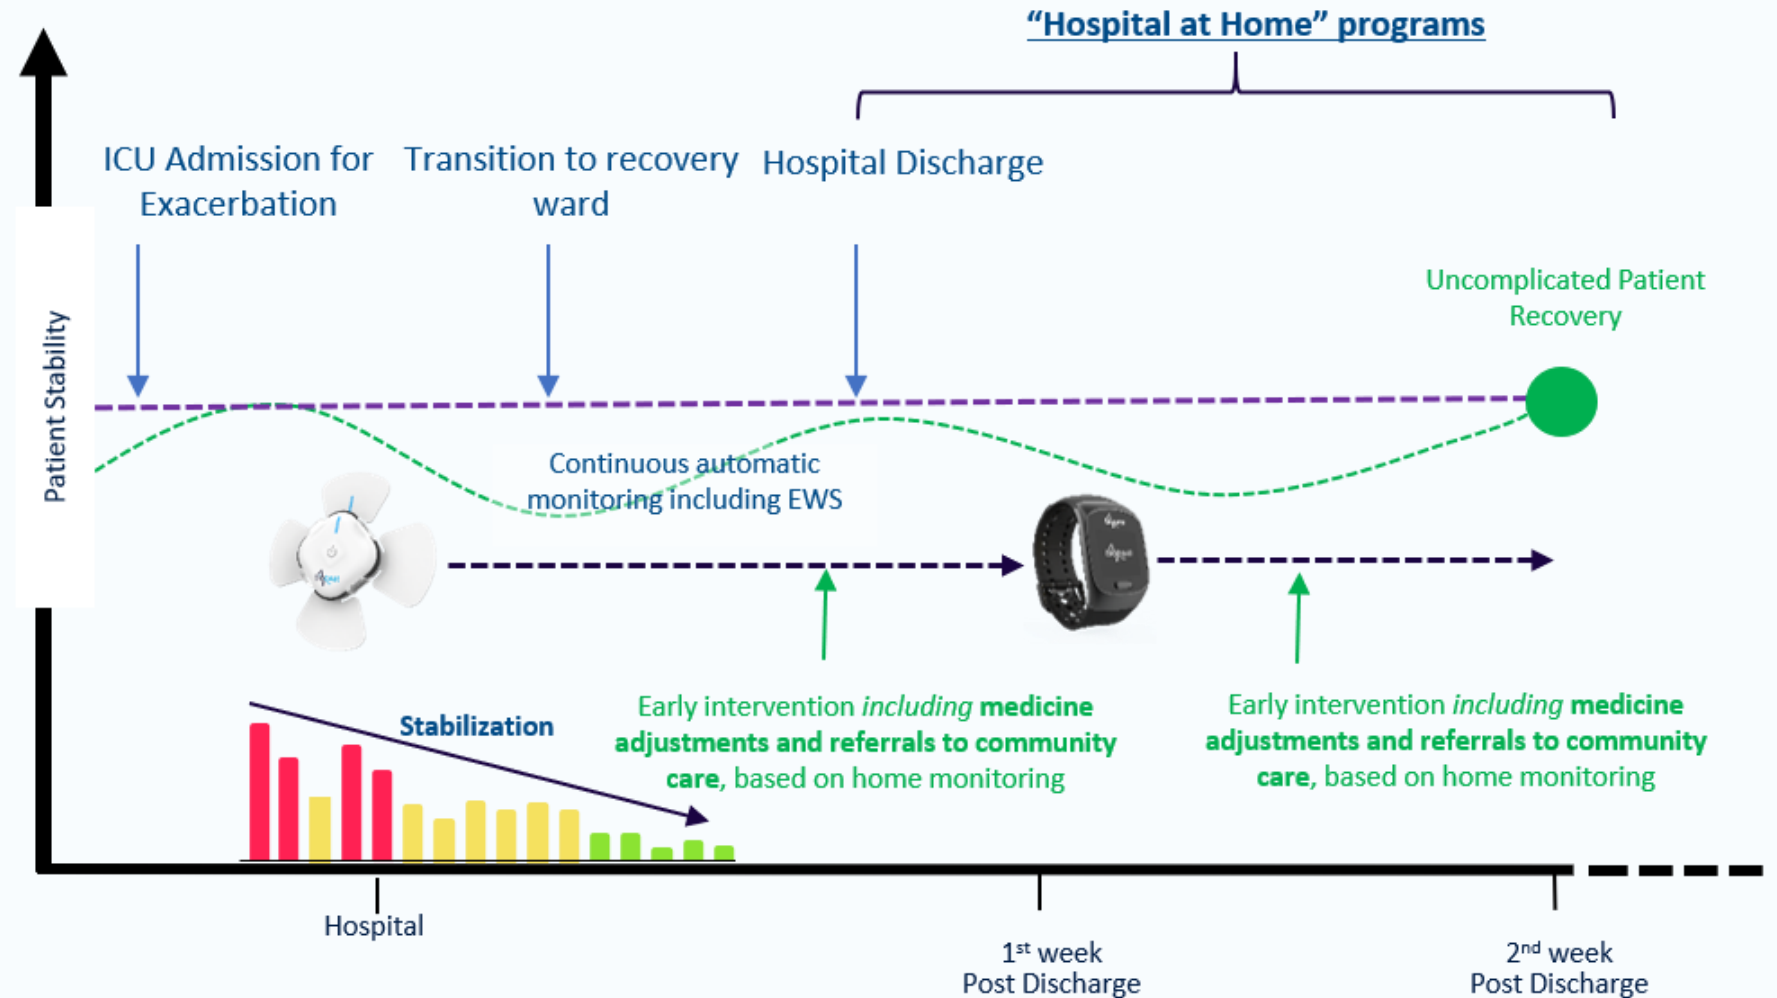 “Hospital at Home” programs
ICU Admission for
Exacerbation
Transition to recovery
ward
Hospital Discharge
Uncomplicated Patient
Recovery
Patient Stability
Continuous automatic
monitoring including EWS
Stabilization
Early intervention including medicine
adjustments and referrals to community
care, based on home monitoring
Early intervention including medicine
adjustments and referrals to community
care, based on home monitoring
Hospital
1st week
Post Discharge
2nd week
Post Discharge